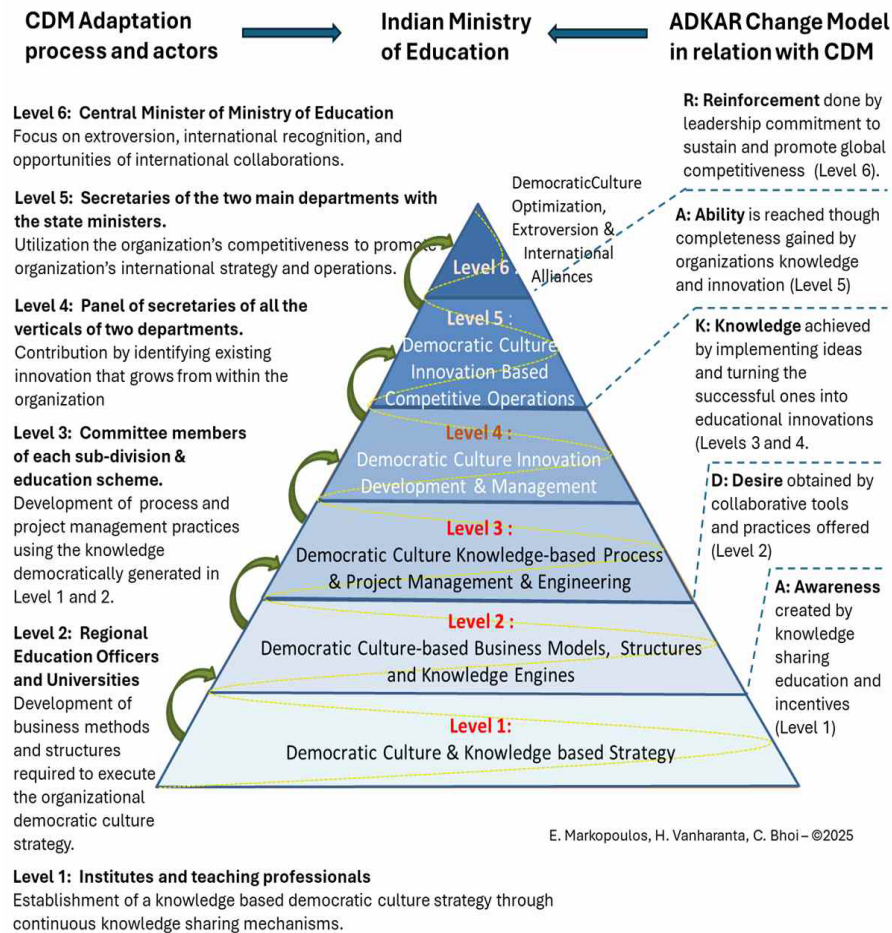 CDM Adaptation
process and actors
Indian Ministry
of Education
ADKAR Change Model
in relation with CDM
Level 6: Central Minister of Ministry of Education
Focus on extroversion, international recognition, and
opportunities of international collaborations.
Level 5: Secretaries of the two main departments with
the state ministers.
Utilization the organization's competitiveness to promote
organization's international strategy and operations.
Level 4: Panel of secretaries of all the
verticals of two departments.
Contribution by identifying existing
innovation that grows from within the
organization
Level 3: Committee members
of each sub-division &
education scheme.
Development of process and
project management practices
using the knowledge
democratically generated in
Level 1 and 2.
Level 2: Regional
Education Officers
and Universities
Development of
business methods
and structures
required to execute
the organizational
democratic culture
strategy.
Level 1: Institutes and teaching professionals
Establishment of a knowledge based democratic culture strategy through
continuous knowledge sharing mechanisms.
DemocraticCulture
Optimization,
Extroversion &
International
Alliances
Level 6 :
Level 5 :
Democratic Culture
Innovation Based
Competitive Operations
Level 4 :
Democratic Culture Innovation
Development & Management
Level 3 :
Democratic Culture Knowledge-based Process
& Project Management & Engineering
Level 2 :
Democratic Culture-based Business Models, Structures
and Knowledge Engines
Level 1:
Democratic Culture & Knowledge based Strategy
R: Reinforcement done by
leadership commitment to
sustain and promote global
competitiveness (Level 6).
A: Ability is reached though
completeness gained by
organizations knowledge
and innovation (Level 5)
K: Knowledge achieved
by implementing ideas
and turning the
successful ones into
educational innovations
(Levels 3 and 4.
D: Desire obtained by
collaborative tools
and practices offered
(Level 2)
A: Awareness
created by
knowledge
sharing
education and
incentives
(Level 1)
E. Markopoulos, H. Vanharanta, C. Bhoi – ©2025